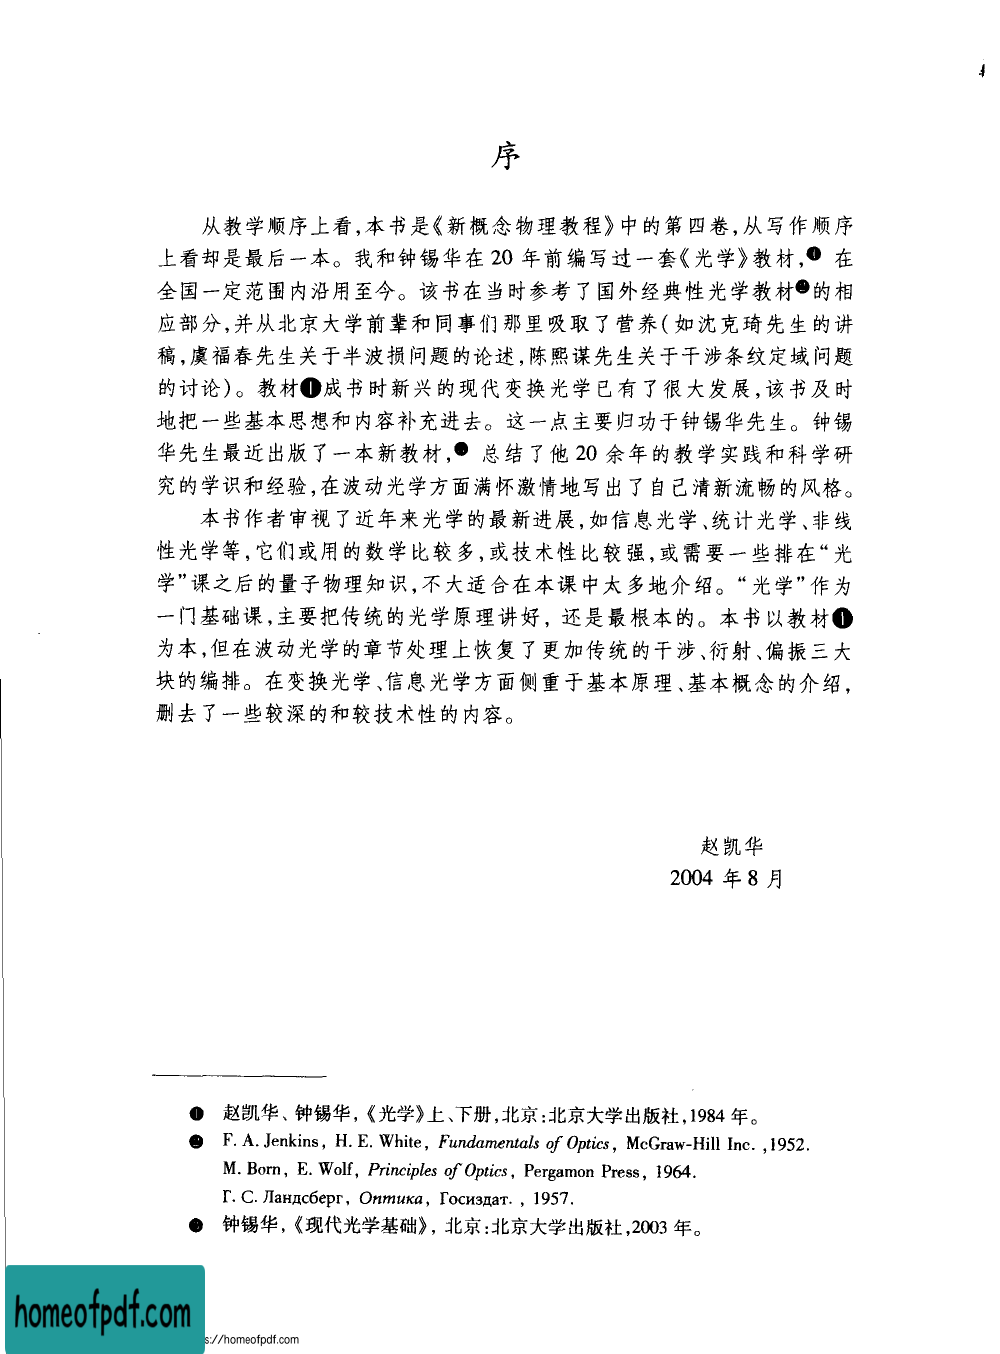 序
从教学顺序上看,本书是《新概念物理教程》中的第四卷,从写作顺序
上看却是最后一本。我和钟锡华在 20 年前编写过一套《光学》教材,❶ 在
全国一定范围内沿用至今。该书在当时参考了国外经典性光学教材❷的相
应部分,并从北京大学前辈和同事们那里吸取了营养(如沈克琦先生的讲
稿,虞福春先生关于半波损问题的论述,陈熙谋先生关于干涉条纹定域问题
的讨论)。教材❶成书时新兴的现代变换光学已有了很大发展,该书及时
地把一些基本思想和内容补充进去。这一点主要归功于钟锡华先生。钟锡
华先生最近出版了一本新教材,❸ 总结了他 20 余年的教学实践和科学研
究的学识和经验,在波动光学方面满怀激情地写出了自己清新流畅的风格。
本书作者审视了近年来光学的最新进展,如信息光学、统计光学、非线
性光学等,它们或用的数学比较多,或技术性比较强,或需要一些排在“光
学”课之后的量子物理知识,不大适合在本课中太多地介绍。“光学”作为
一门基础课,主要把传统的光学原理讲好, 还是最根本的。本书以教材❶
为本,但在波动光学的章节处理上恢复了更加传统的干涉、衍射、偏振三大
块的编排。在变换光学、信息光学方面侧重于基本原理、基本概念的介绍,
删去了一些较深的和较技术性的内容。
赵凯华
2004 年 8 月
❶ 赵凯华、钟锡华,《光学》上、下册,北京:北京大学出版社,1984 年。
❷ F. A. Jenkins, H. E. White, Fundamentals of Optics, McGraw-Hill Inc. ,1952.
M. Born, E. Wolf, Principles of Optics, Pergamon Press, 1964.
Г. С. Ландсберг, Оптика, Госиздат. , 1957.
❸ 钟锡华,《现代光学基础》, 北京:北京大学出版社,2003 年。
homeofpdf.com
s://homeofpdf.com